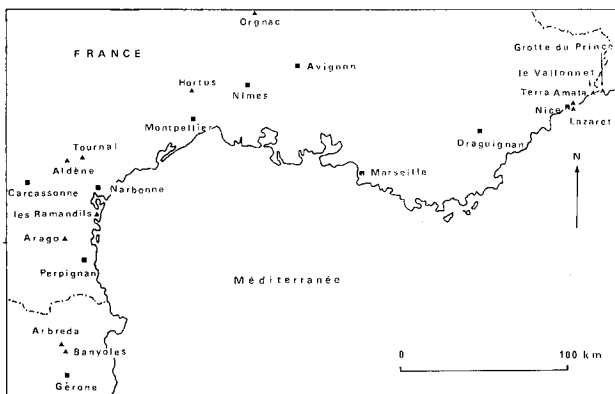 Orgnac
FRANCE
Grotte du Prince
Avignon
le Vallonnet
Hortus
Nîmes
Terra Amata
Nice
Lazaret
Montpellier
Draguignan
Tournal
Aldène
Marseille
N
Carcassonne
Narbonne
les Ramandils
Arago
Perpignan
Méditerranée
Arbreda
Banyoles
Gérone
0 100 km